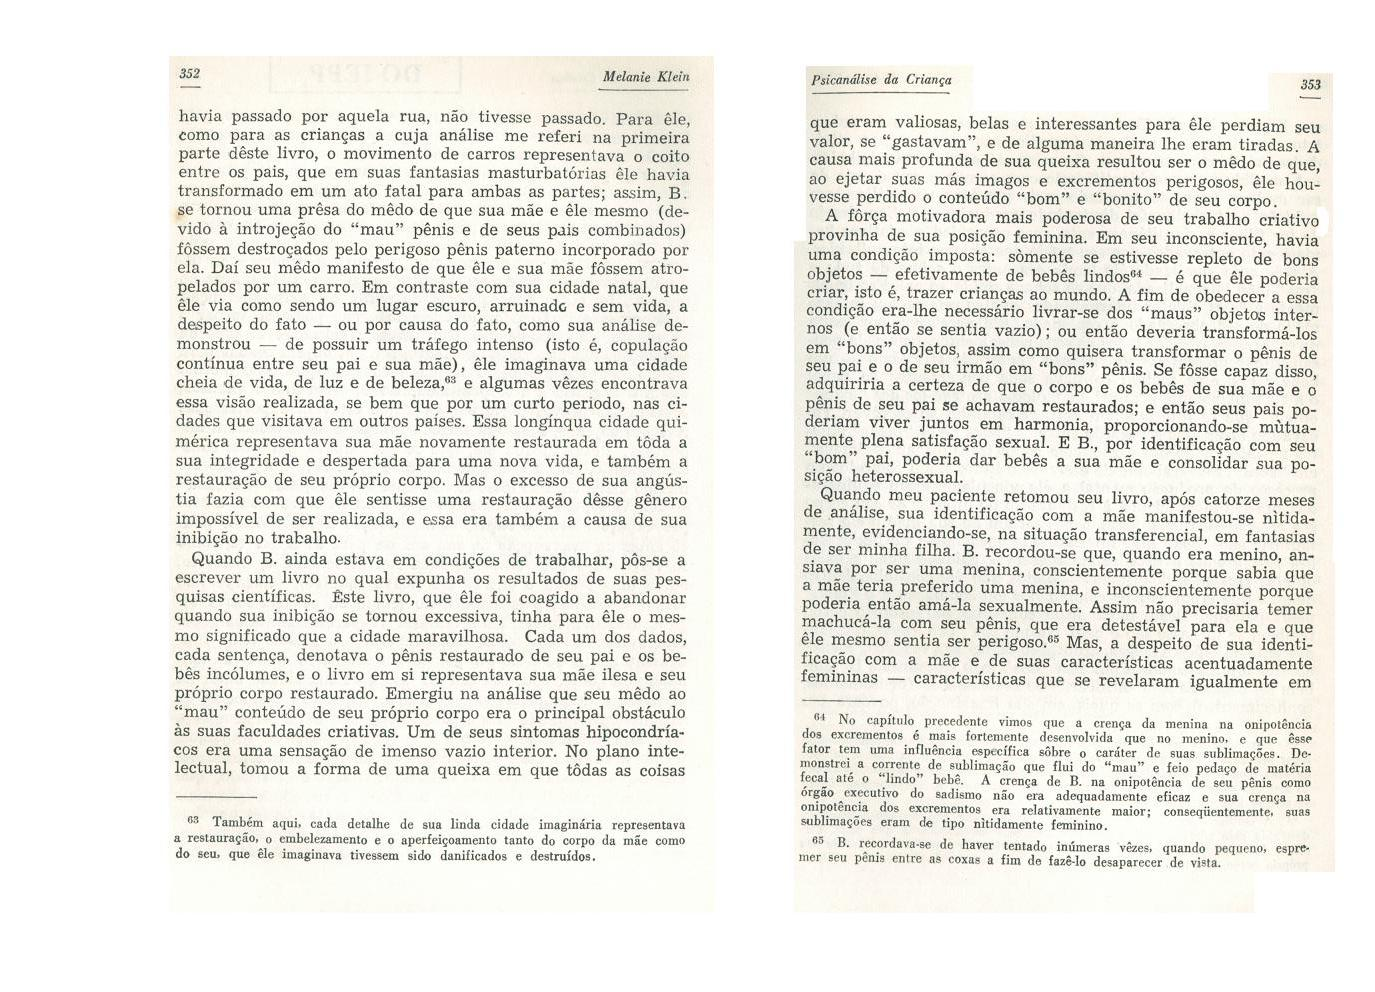 352
Melanie Klein
havia passado por aquela rua, não tivesse passado. Para êle,
como para as crianças a cuja análise me referi na primeira
parte dêste livro, o movimento de carros representava o coito
entre os pais, que em suas fantasias masturbatórias êle havia
transformado em um ato fatal para ambas as partes; assim, B.
se tornou uma prêsa do mêdo de que sua mãe e êle mesmo (de-
vido à introjeção do “mau” pênis e de seus pais combinados)
fôssem destroçados pelo perigoso pênis paterno incorporado por
ela. Daí seu mêdo manifesto de que êle e sua mãe fôssem atro-
pelados por um carro. Em contraste com sua cidade natal, que
êle via como sendo um lugar escuro, arruinado e sem vida, a
despeito do fato — ou por causa do fato, como sua análise de-
monstrou — de possuir um tráfego intenso (isto é, copulação
contínua entre seu pai e sua mãe), êle imaginava uma cidade
cheia de vida, de luz e de beleza,⁶³ e algumas vêzes encontrava
essa visão realizada, se bem que por um curto período, nas ci-
dades que visitava em outros países. Essa longínqua cidade qui-
mérica representava sua mãe novamente restaurada em tôda a
sua integridade e despertada para uma nova vida, e também a
restauração de seu próprio corpo. Mas o excesso de sua angús-
tia fazia com que êle sentisse uma restauração dêsse gênero
impossível de ser realizada, e essa era também a causa de sua
inibição no trabalho.
Quando B. ainda estava em condições de trabalhar, pôs-se a
escrever um livro no qual expunha os resultados de suas pes-
quisas científicas. Êste livro, que êle foi coagido a abandonar
quando sua inibição se tornou excessiva, tinha para êle o mes-
mo significado que a cidade maravilhosa. Cada um dos dados,
cada sentença, denotava o pênis restaurado de seu pai e os be-
bês incólumes, e o livro em si representava sua mãe ilesa e seu
próprio corpo restaurado. Emergiu na análise que seu mêdo ao
“mau” conteúdo de seu próprio corpo era o principal obstáculo
às suas faculdades criativas. Um de seus sintomas hipocondría-
cos era uma sensação de imenso vazio interior. No plano inte-
lectual, tomou a forma de uma queixa em que tôdas as coisas
⁶³ Também aqui, cada detalhe de sua linda cidade imaginária representava
a restauração, o embelezamento e o aperfeiçoamento tanto do corpo da mãe como
do seu, que êle imaginava tivessem sido danificados e destruídos.
Psicanálise da Criança
353
que eram valiosas, belas e interessantes para êle perdiam seu
valor, se “gastavam”, e de alguma maneira lhe eram tiradas. A
causa mais profunda de sua queixa resultou ser o mêdo de que,
ao ejetar suas más imagos e excrementos perigosos, êle hou-
vesse perdido o conteúdo “bom” e “bonito” de seu corpo.
A fôrça motivadora mais poderosa de seu trabalho criativo
provinha de sua posição feminina. Em seu inconsciente, havia
uma condição imposta: sòmente se estivesse repleto de bons
objetos — efetivamente de bebês lindos⁶⁴ — é que êle poderia
criar, isto é, trazer crianças ao mundo. A fim de obedecer a essa
condição era-lhe necessário livrar-se dos “maus” objetos inter-
nos (e então se sentia vazio); ou então deveria transformá-los
em “bons” objetos, assim como quisera transformar o pênis de
seu pai e o de seu irmão em “bons” pênis. Se fôsse capaz disso,
adquiriria a certeza de que o corpo e os bebês de sua mãe e o
pênis de seu pai se achavam restaurados; e então seus pais po-
deriam viver juntos em harmonia, proporcionando-se mùtua-
mente plena satisfação sexual. E B., por identificação com seu
“bom” pai, poderia dar bebês a sua mãe e consolidar sua po-
sição heterossexual.
Quando meu paciente retomou seu livro, após catorze meses
de análise, sua identificação com a mãe manifestou-se nìtida-
mente, evidenciando-se, na situação transferencial, em fantasias
de ser minha filha. B. recordou-se que, quando era menino, an-
siava por ser uma menina, conscientemente porque sabia que
a mãe teria preferido uma menina, e inconscientemente porque
poderia então amá-la sexualmente. Assim não precisaria temer
machucá-la com seu pênis, que era detestável para ela e que
êle mesmo sentia ser perigoso.⁶⁵ Mas, a despeito de sua identi-
ficação com a mãe e de suas características acentuadamente
femininas — características que se revelaram igualmente em
⁶⁴ No capítulo precedente vimos que a crença da menina na onipotência
dos excrementos é mais fortemente desenvolvida que no menino, e que êsse
fator tem uma influência específica sôbre o caráter de suas sublimações. De-
monstrei a corrente de sublimação que flui do “mau” e feio pedaço de matéria
fecal até o “lindo” bebê. A crença de B. na onipotência de seu pênis como
órgão executivo do sadismo não era adequadamente eficaz e sua crença na
onipotência dos excrementos era relativamente maior; conseqüentemente, suas
sublimações eram de tipo nìtidamente feminino.
⁶⁵ B. recordava-se de haver tentado inúmeras vêzes, quando pequeno, espre-
mer seu pênis entre as coxas a fim de fazê-lo desaparecer de vista.